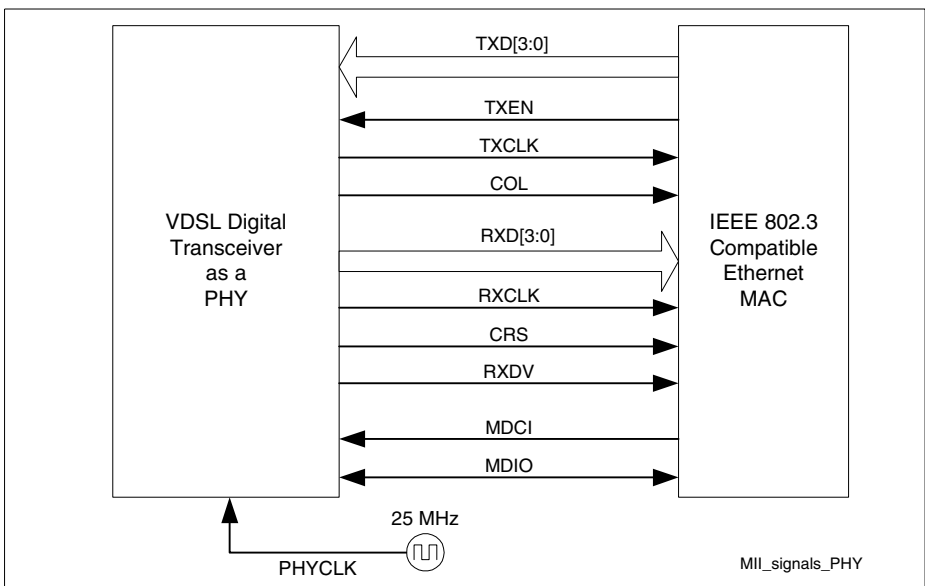 TXD[3:0]
TXEN
TXCLK
COL
VDSL Digital
Transceiver
as a
PHY
RXD[3:0]
IEEE 802.3
Compatible
Ethernet
MAC
RXCLK
CRS
RXDV
MDCI
MDIO
25 MHz
PHYCLK
MII_signals_PHY